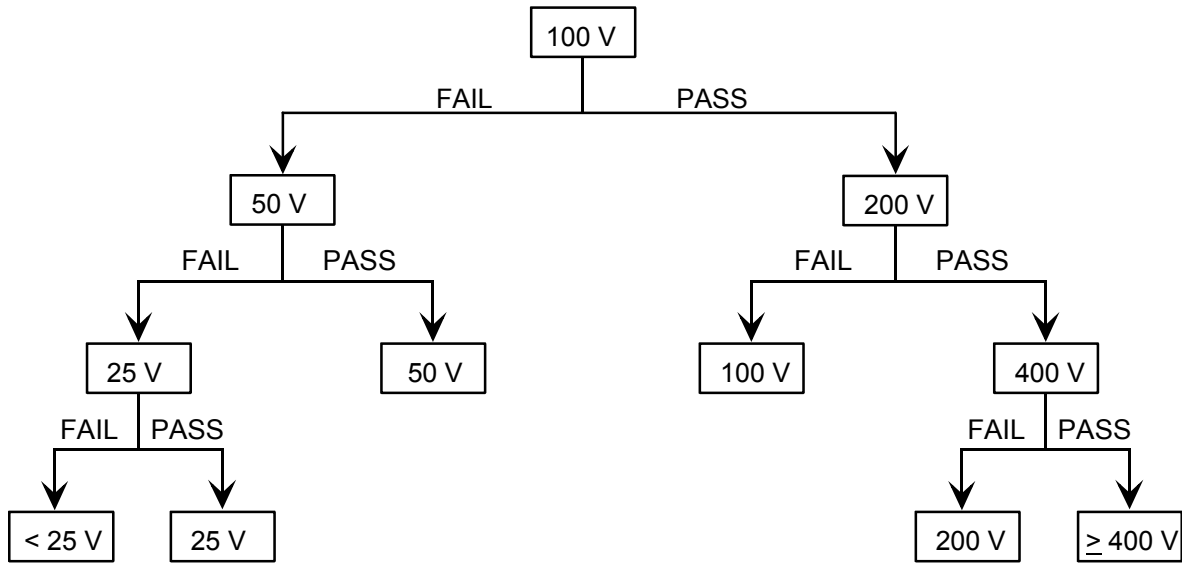 100 V
FAIL PASS
50 V 200 V
FAIL PASS FAIL PASS
25 V 50 V 100 V 400 V
FAIL PASS FAIL PASS
< 25 V 25 V 200 V ≥ 400 V